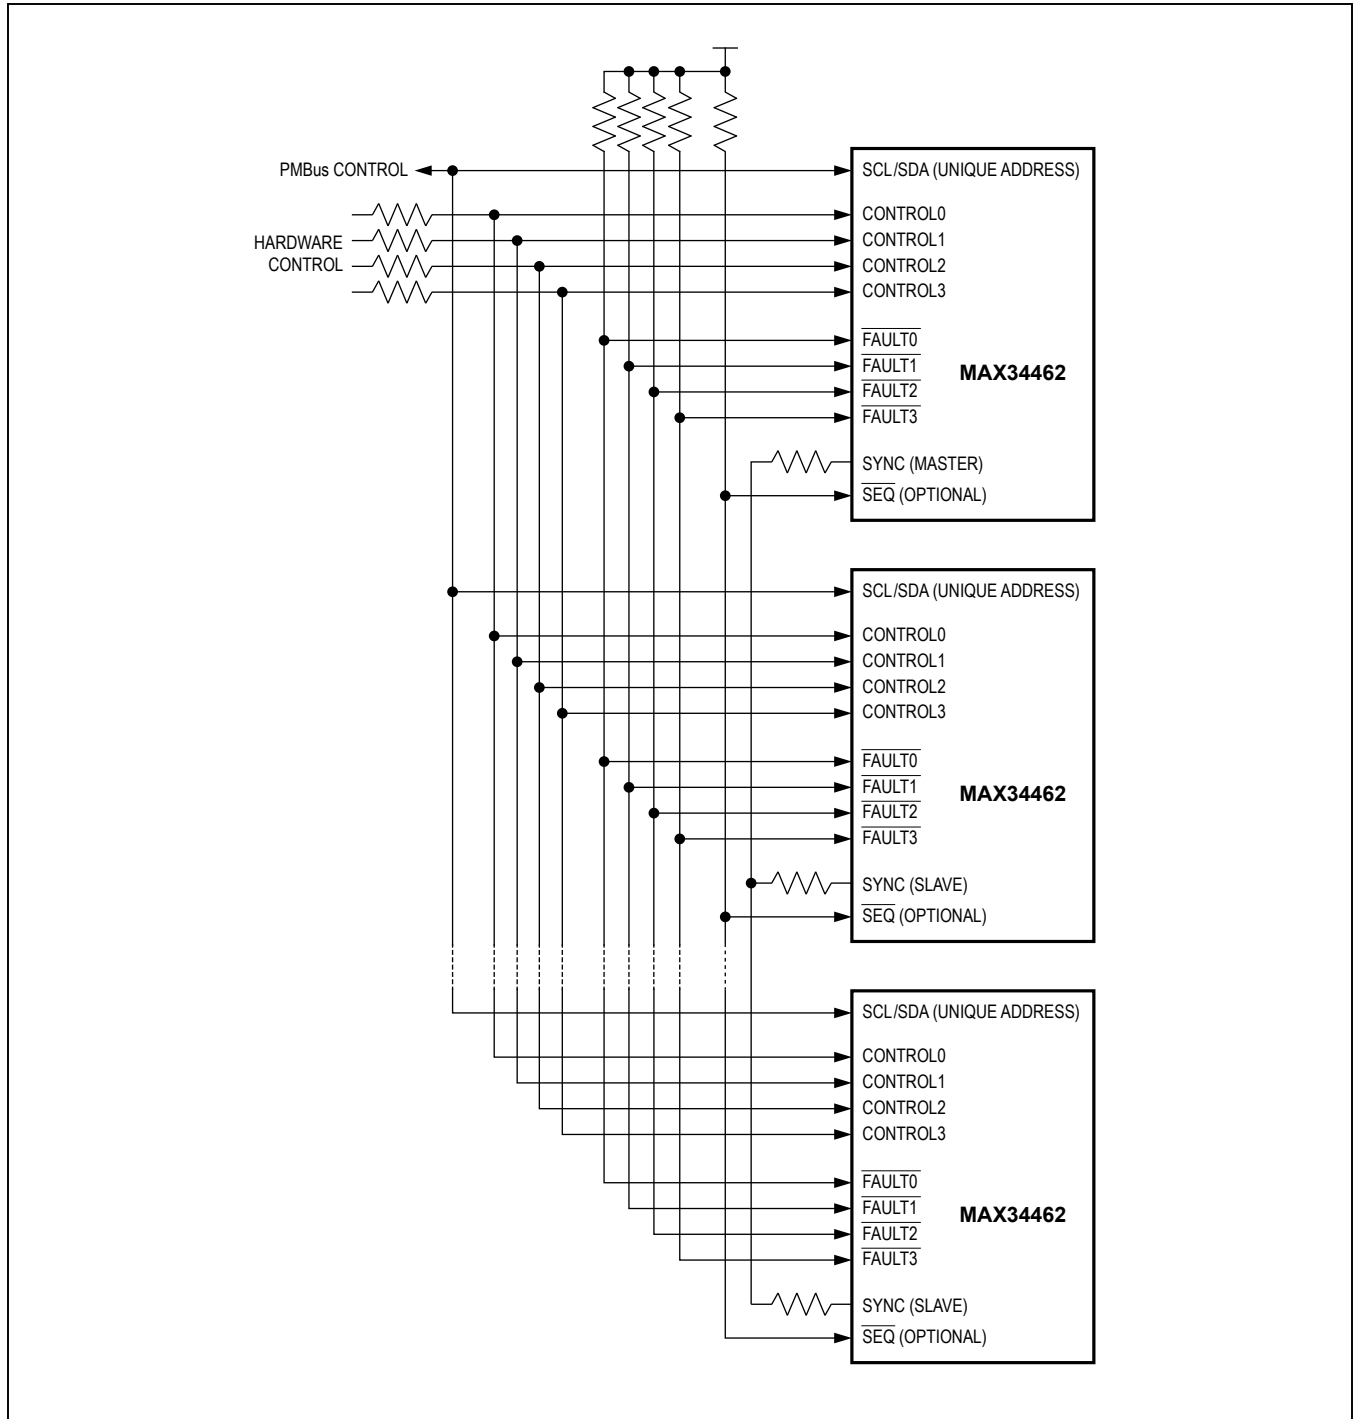 PMBus CONTROL
HARDWARE
CONTROL
SCL/SDA (UNIQUE ADDRESS)
CONTROL0
CONTROL1
CONTROL2
CONTROL3
FAULT0
FAULT1
FAULT2
FAULT3
MAX34462
SYNC (MASTER)
SEQ (OPTIONAL)
SCL/SDA (UNIQUE ADDRESS)
CONTROL0
CONTROL1
CONTROL2
CONTROL3
FAULT0
FAULT1
FAULT2
FAULT3
MAX34462
SYNC (SLAVE)
SEQ (OPTIONAL)
SCL/SDA (UNIQUE ADDRESS)
CONTROL0
CONTROL1
CONTROL2
CONTROL3
FAULT0
FAULT1
FAULT2
FAULT3
MAX34462
SYNC (SLAVE)
SEQ (OPTIONAL)